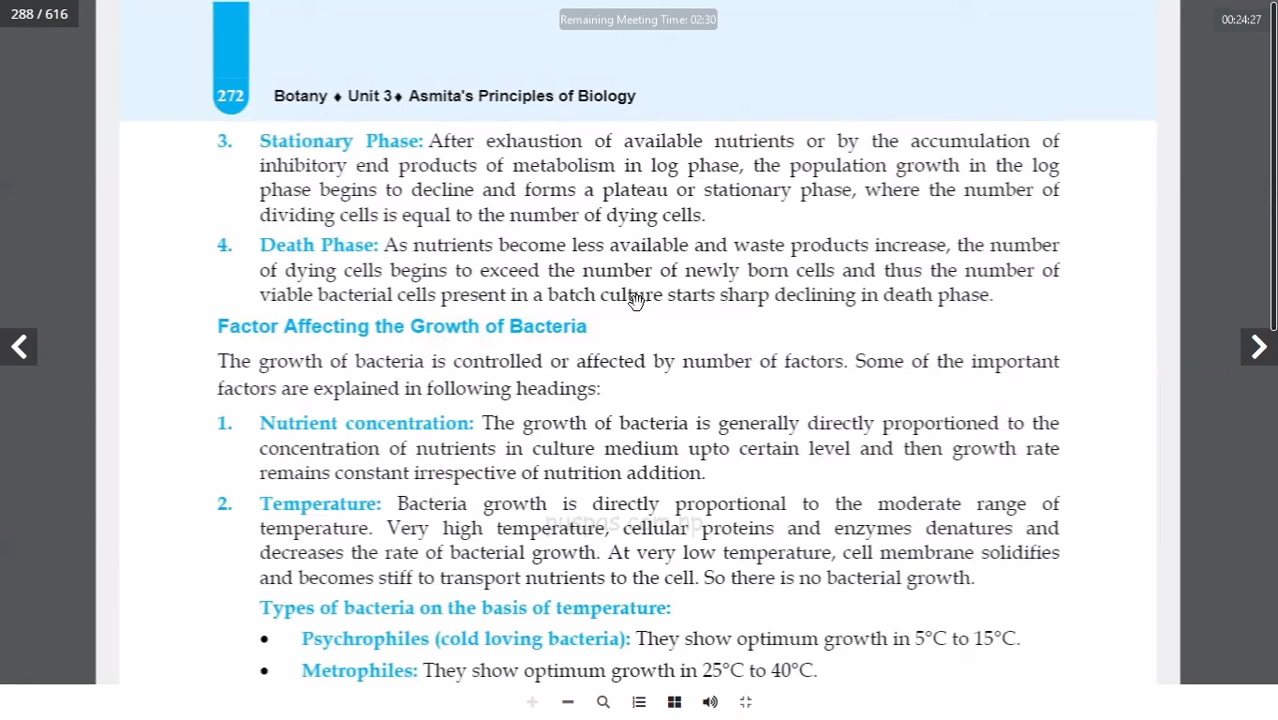 288 / 616
Remaining Meeting Time: 02:30
00:24:27
272 Botany ♦ Unit 3♦ Asmita's Principles of Biology
3. Stationary Phase: After exhaustion of available nutrients or by the accumulation of
inhibitory end products of metabolism in log phase, the population growth in the log
phase begins to decline and forms a plateau or stationary phase, where the number of
dividing cells is equal to the number of dying cells.
4. Death Phase: As nutrients become less available and waste products increase, the number
of dying cells begins to exceed the number of newly born cells and thus the number of
viable bacterial cells present in a batch culture starts sharp declining in death phase.
Factor Affecting the Growth of Bacteria
The growth of bacteria is controlled or affected by number of factors. Some of the important
factors are explained in following headings:
1. Nutrient concentration: The growth of bacteria is generally directly proportioned to the
concentration of nutrients in culture medium upto certain level and then growth rate
remains constant irrespective of nutrition addition.
2. Temperature: Bacteria growth is directly proportional to the moderate range of
temperature. Very high temperature, cellular proteins and enzymes denatures and
decreases the rate of bacterial growth. At very low temperature, cell membrane solidifies
and becomes stiff to transport nutrients to the cell. So there is no bacterial growth.
Types of bacteria on the basis of temperature:
• Psychrophiles (cold loving bacteria): They show optimum growth in 5°C to 15°C.
• Metrophiles: They show optimum growth in 25°C to 40°C.